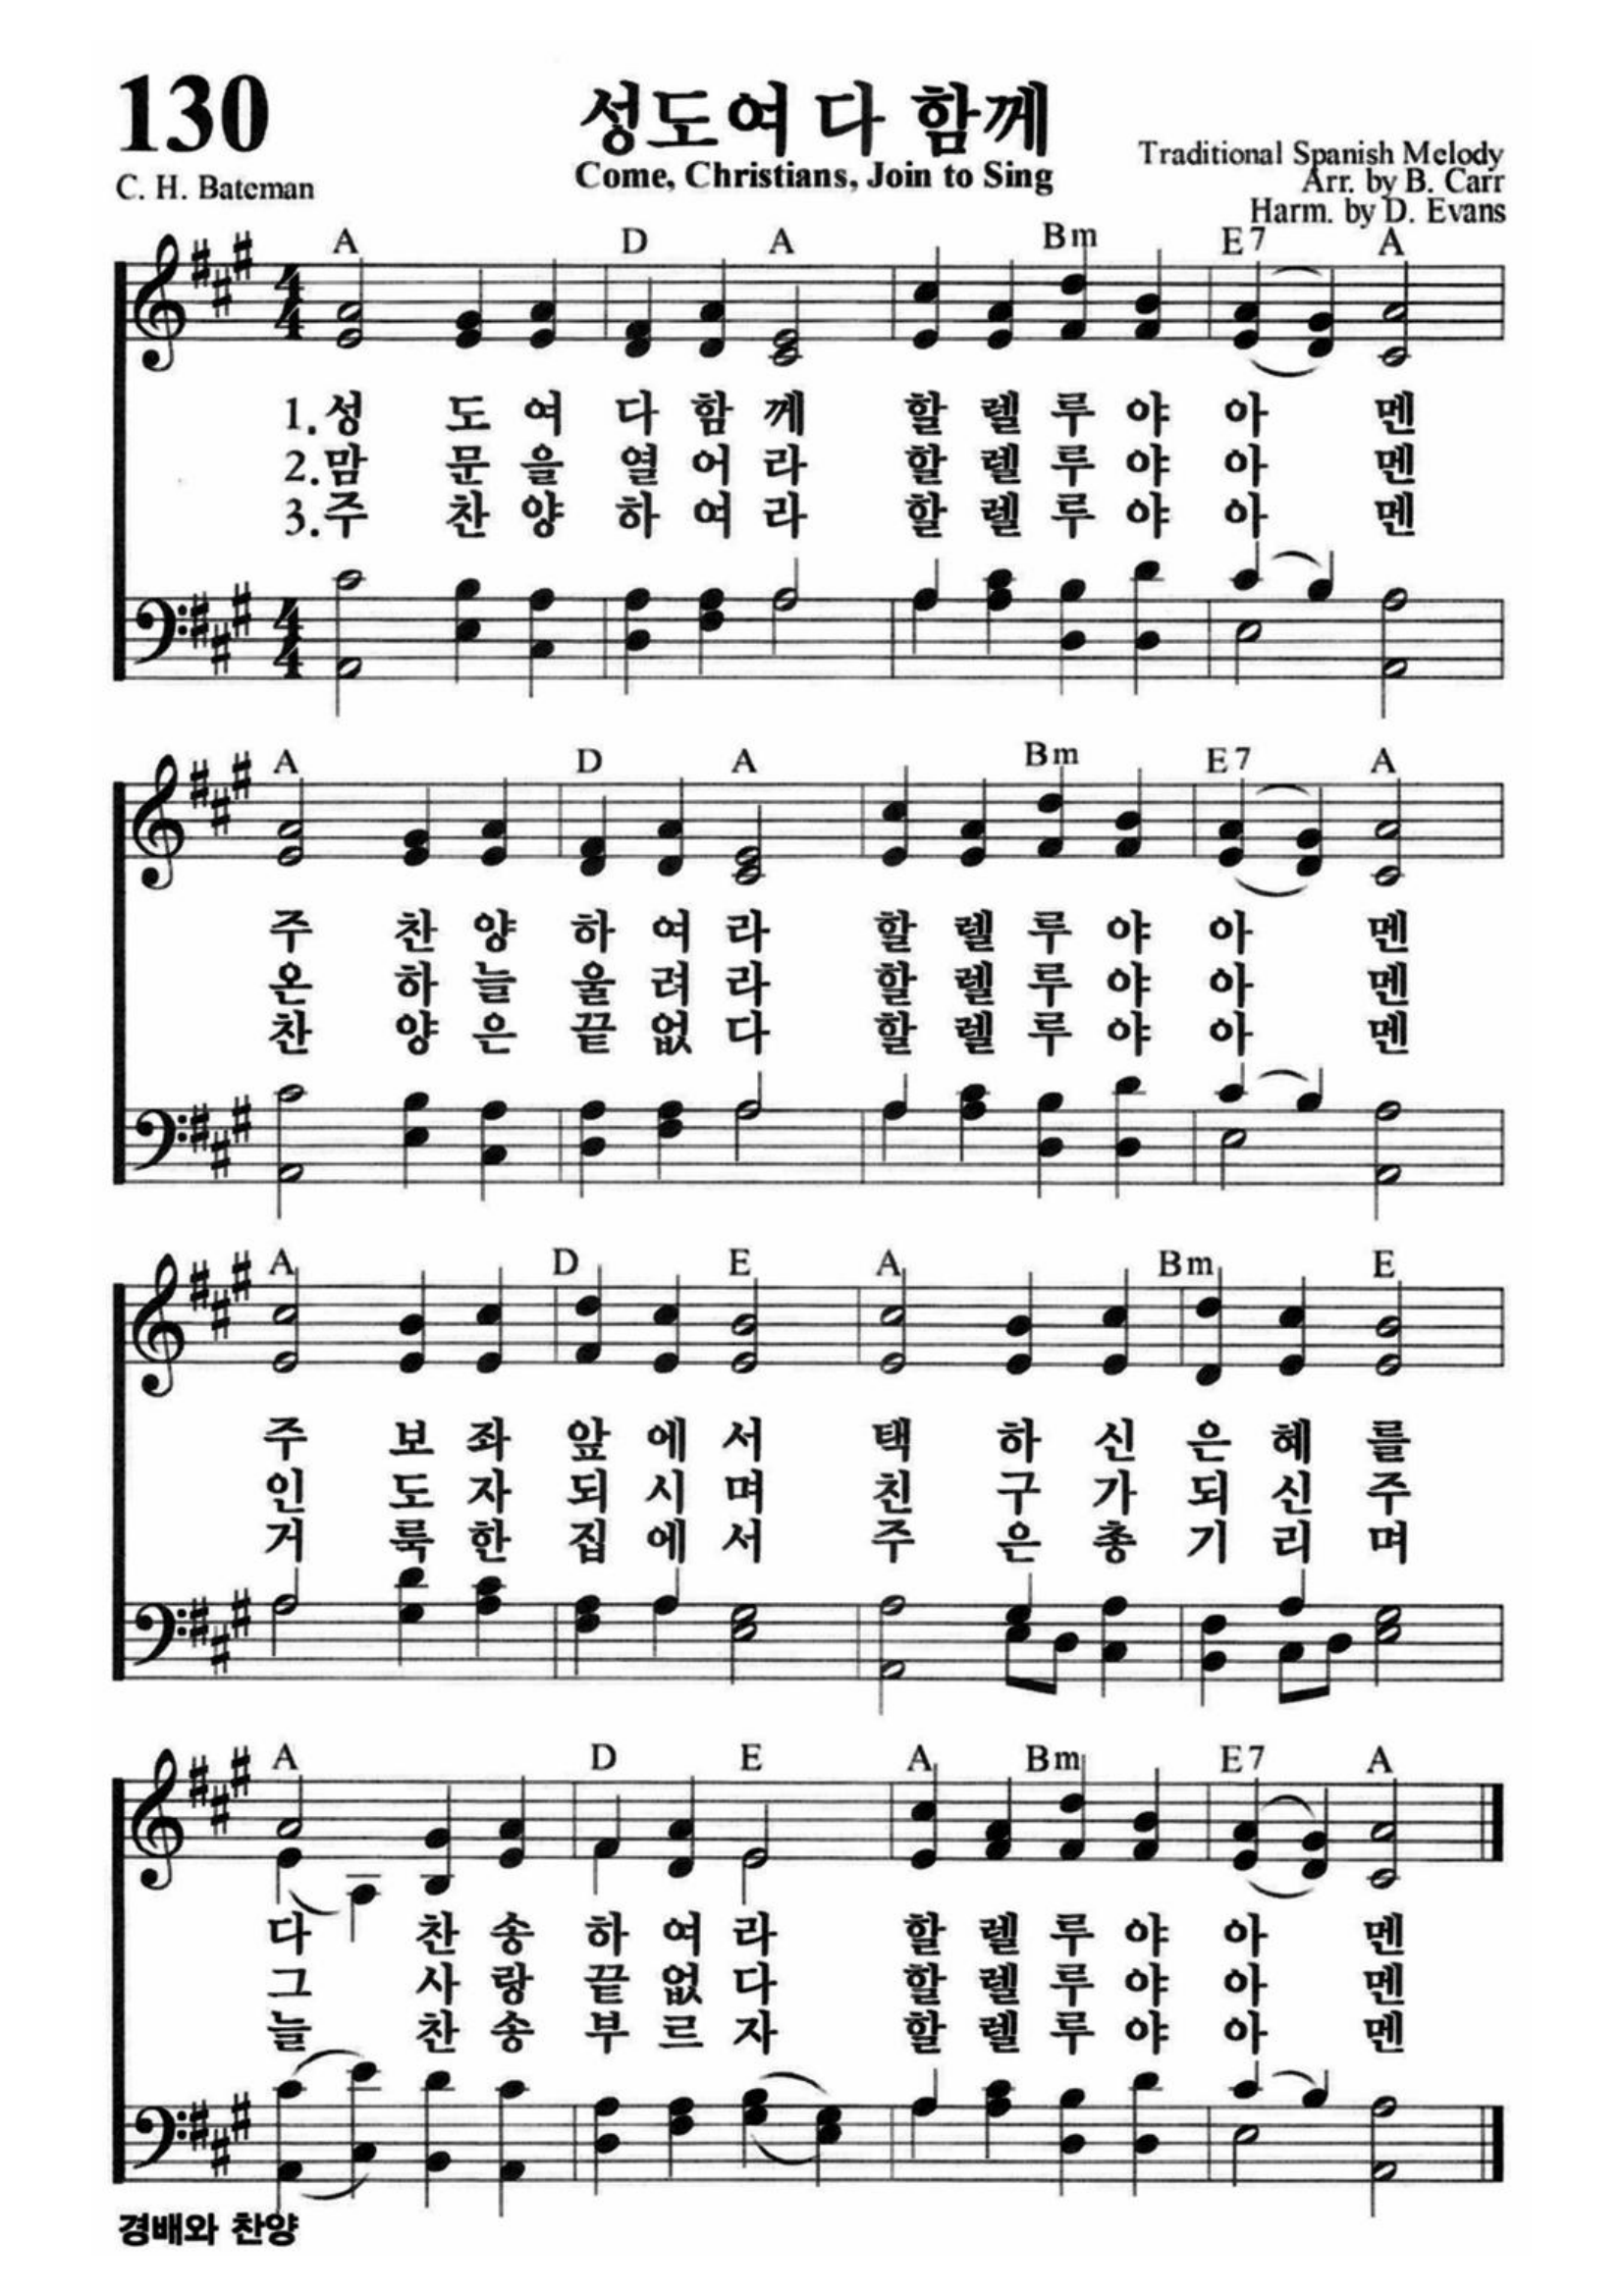 130
성도여 다 함께
Come, Christians, Join to Sing
C. H. Bateman
Traditional Spanish Melody
Arr. by B. Carr
Harm. by D. Evans
A D A Bm E7 A
1.성 도 여 다 함 께 할 렐 루 야 아 멘
2.맘 문 을 열 어 라 할 렐 루 야 아 멘
3.주 찬 양 하 여 라 할 렐 루 야 아 멘
A D A Bm E7 A
주 찬 양 하 여 라 할 렐 루 야 아 멘
온 하 늘 울 려 라 할 렐 루 야 아 멘
찬 양 은 끝 없 다 할 렐 루 야 아 멘
A D E A Bm E
주 보 좌 앞 에 서 택 하 신 은 혜 를
인 도 자 되 시 며 친 구 가 되 신 주
거 룩 한 집 에 서 주 은 총 기 리 며
A D E A Bm E7 A
다 찬 송 하 여 라 할 렐 루 야 아 멘
그 사 랑 끝 없 다 할 렐 루 야 아 멘
늘 찬 송 부 르 자 할 렐 루 야 아 멘
경배와 찬양